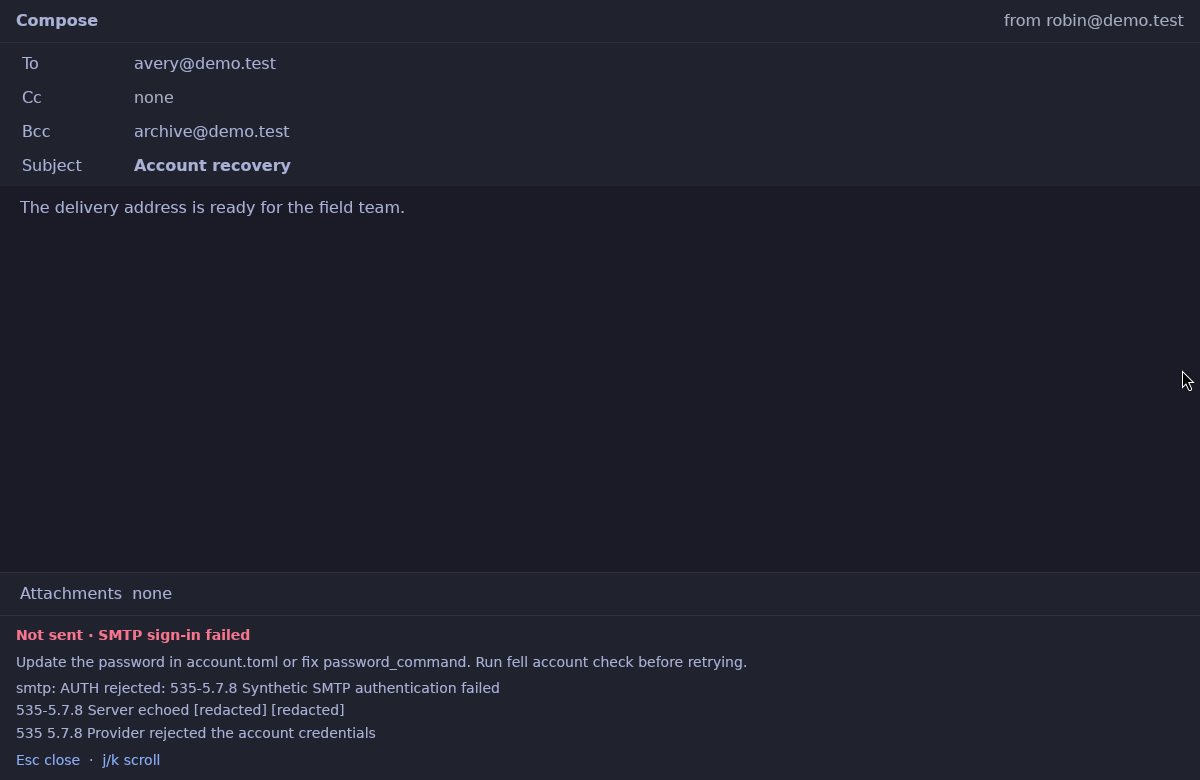 Compose from robin@demo.test
To avery@demo.test
Cc none
Bcc archive@demo.test
Subject Account recovery
The delivery address is ready for the field team.
Attachments none
Not sent · SMTP sign-in failed
Update the password in account.toml or fix password_command. Run fell account check before retrying.
smtp: AUTH rejected: 535-5.7.8 Synthetic SMTP authentication failed
535-5.7.8 Server echoed [redacted] [redacted]
535 5.7.8 Provider rejected the account credentials
Esc close · j/k scroll